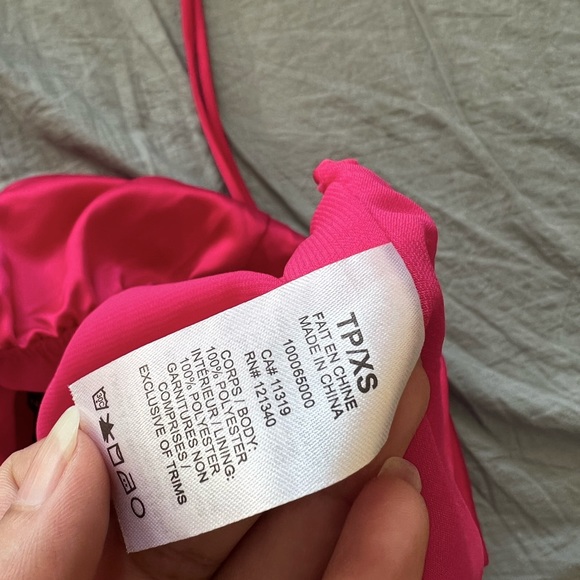 TP/XS
FAIT EN CHINE
MADE IN CHINA
100065000
CA# 11319
RN# 121340
CORPS / BODY:
100% POLYESTER
INTÉRIEUR / LINING:
100% POLYESTER
GARNITURES NON
COMPRISES /
EXCLUSIVE OF TRIMS